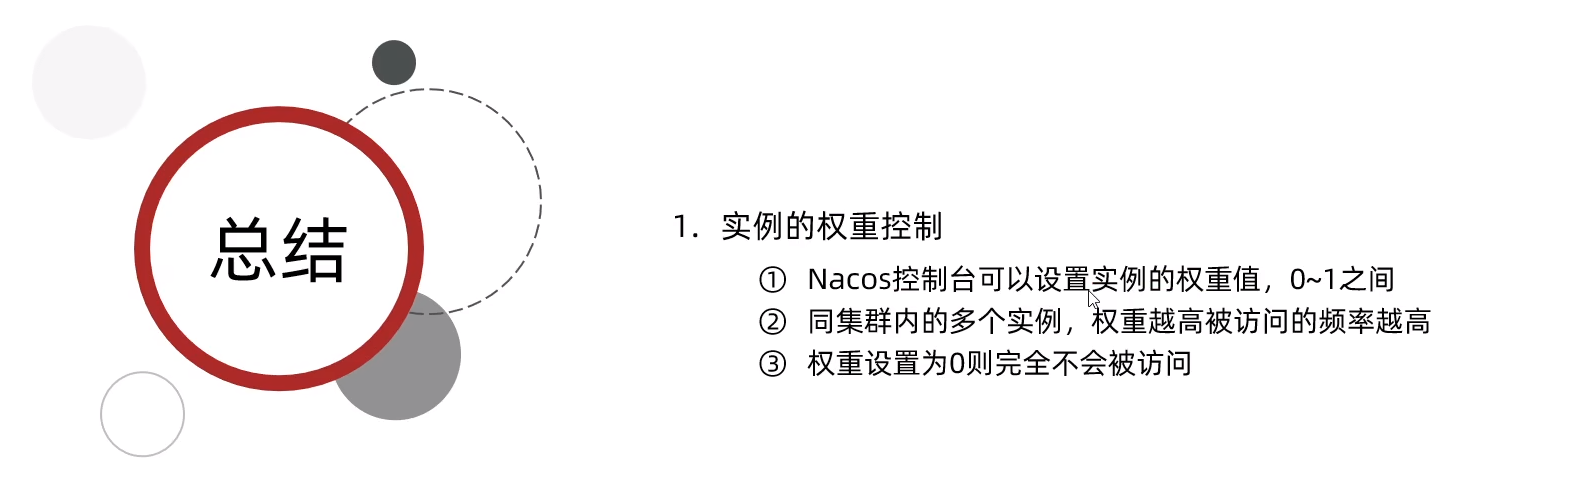 总结
1. 实例的权重控制
① Nacos控制台可以设置实例的权重值，0~1之间
② 同集群内的多个实例，权重越高被访问的频率越高
③ 权重设置为0则完全不会被访问